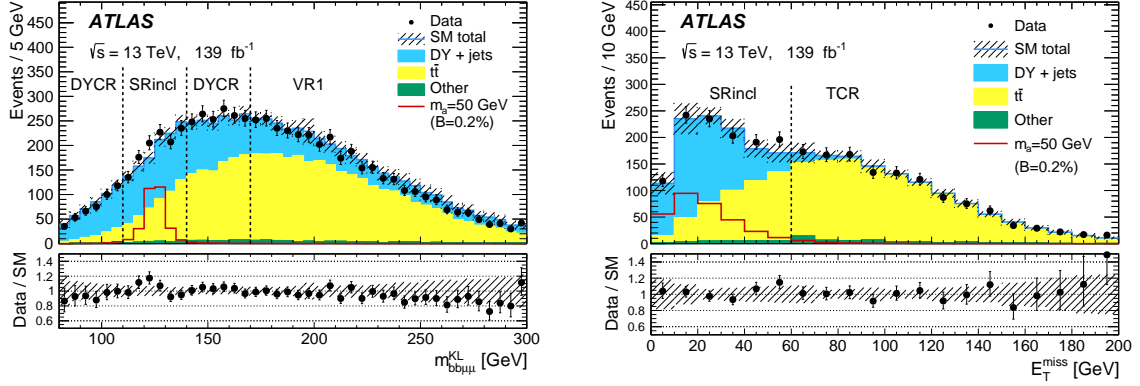 ATLAS
√s = 13 TeV, 139 fb⁻¹
DYCR SRincl DYCR VR1
Data
SM total
DY + jets
tt̄
Other
mₐ=50 GeV
(B=0.2%)
Events / 5 GeV
450
400
350
300
250
200
150
100
50
0
Data / SM
1.4
1.2
1
0.8
0.6
100 150 200 250 300
m^KL_bbμμ [GeV]
ATLAS
√s = 13 TeV, 139 fb⁻¹
SRincl TCR
Data
SM total
DY + jets
tt̄
Other
mₐ=50 GeV
(B=0.2%)
Events / 10 GeV
450
400
350
300
250
200
150
100
50
0
Data / SM
1.4
1.2
1
0.8
0 20 40 60 80 100 120 140 160 180 200
E_T^miss [GeV]